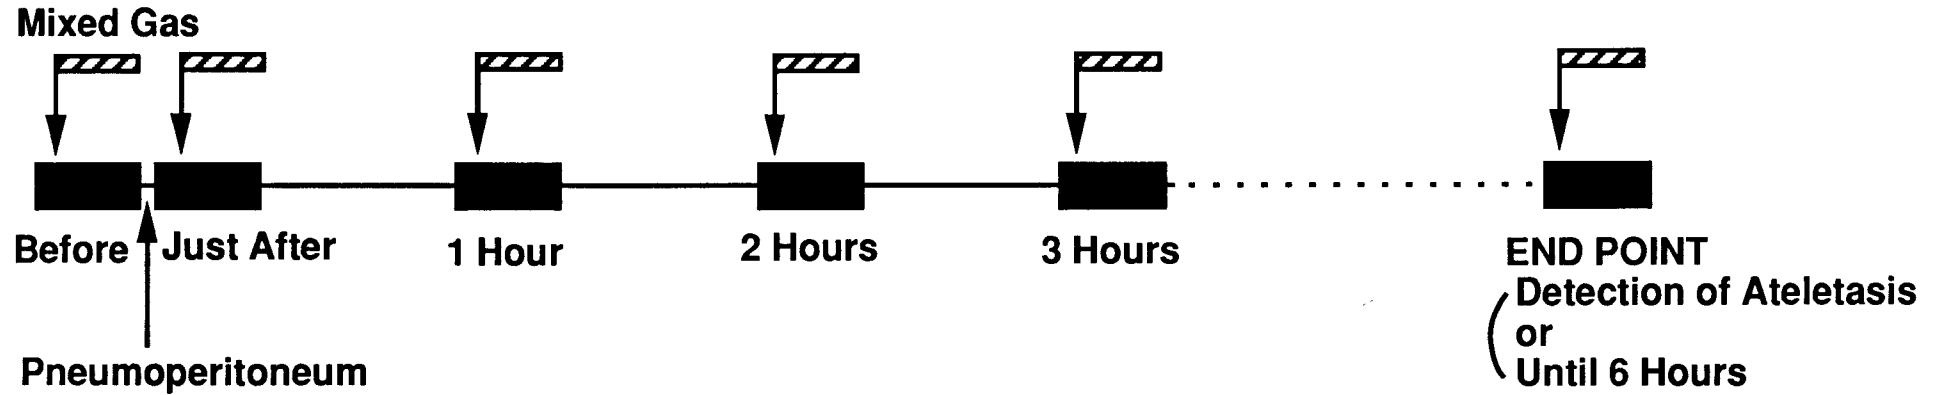 Mixed Gas
Before
Just After
1 Hour
2 Hours
3 Hours
END POINT
Detection of Ateletasis
or
Until 6 Hours
Pneumoperitoneum